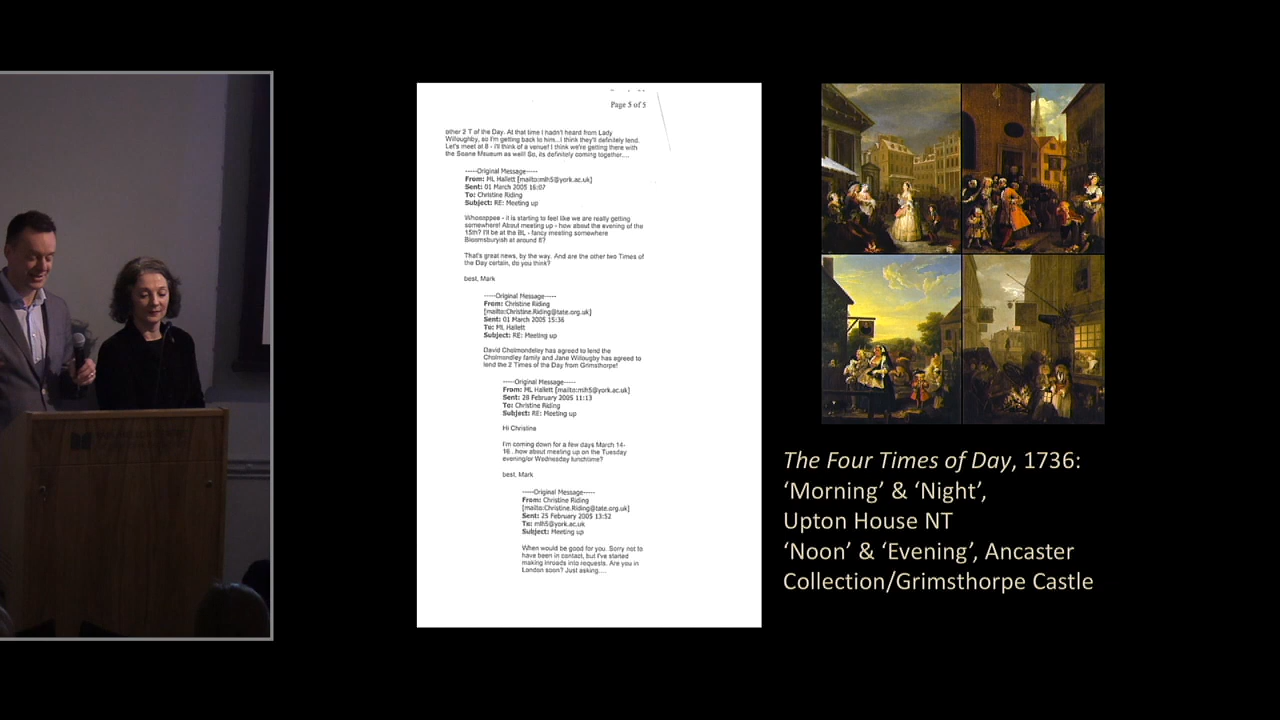 Page 5 of 5
other 2 T of the Day. At that time I hadn't heard from Lady
Willoughby, so I'm getting back to him...I think they'll definitely lend.
Let's meet at 8 - I'll think of a venue! I think we're getting there with
the Soane Msueum as well! So, its definitely coming together....
-----Original Message-----
From: ML Hallett [mailto:mlh5@york.ac.uk]
Sent: 01 March 2005 16:07
To: Christine Riding
Subject: RE: Meeting up
- it is starting to feel like we are really getting
somewhere! About meeting up - how about the evening of the
15th? I'll be at the BL - fancy meeting somewhere
Bloomsburyish at around 8?
That's great news, by the way. And are the other two Times of
the Day certain, do you think?
best, Mark
-----Original Message-----
From: Christine Riding
[mailto:Christine.Riding@tate.org.uk]
Sent: 01 March 2005 15:36
To: ML Hallett
Subject: RE: Meeting up
David Cholmondeley has agreed to lend the
Cholmondley family and Jane Willougby has agreed to
lend the 2 Times of the Day from Grimsthorpe!
-----Original Message-----
From: ML Hallett [mailto:mlh5@york.ac.uk]
Sent: 28 February 2005 11:13
To: Christine Riding
Subject: RE: Meeting up
Hi Christine
I'm coming down for a few days March 14-
16...how about meeting up on the Tuesday
evening/or Wednesday lunchtime?
best, Mark
-----Original Message-----
From: Christine Riding
[mailto:Christine.Riding@tate.org.uk]
Sent: 25 February 2005 13:52
To: mlh5@york.ac.uk
Subject: Meeting up
When would be good for you. Sorry not to
have been in contact, but I've started
making inroads into requests. Are you in
London soon? Just asking....
The Four Times of Day, 1736:
‘Morning’ & ‘Night’,
Upton House NT
‘Noon’ & ‘Evening’, Ancaster
Collection/Grimsthorpe Castle